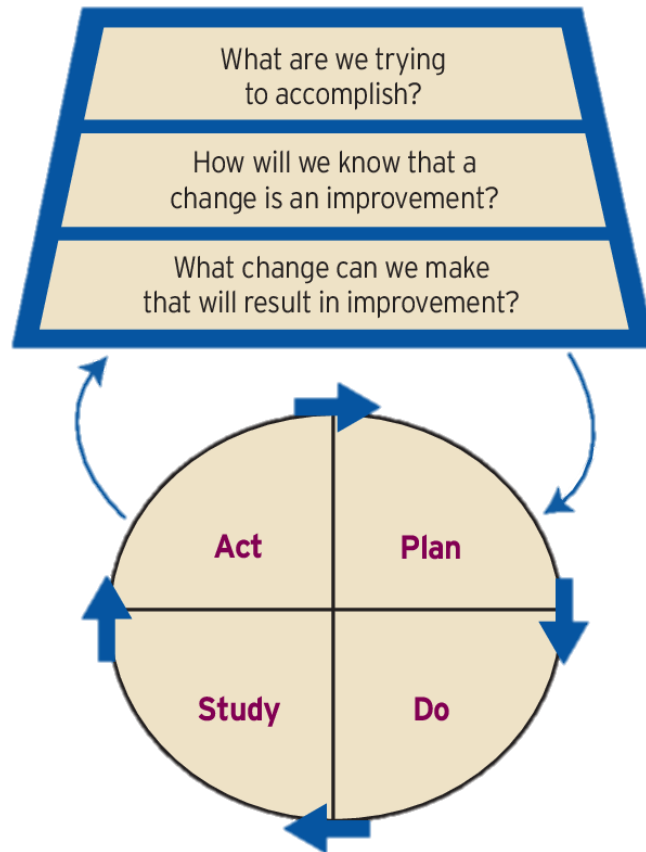 What are we trying
to accomplish?
How will we know that a
change is an improvement?
What change can we make
that will result in improvement?
Act
Plan
Study
Do